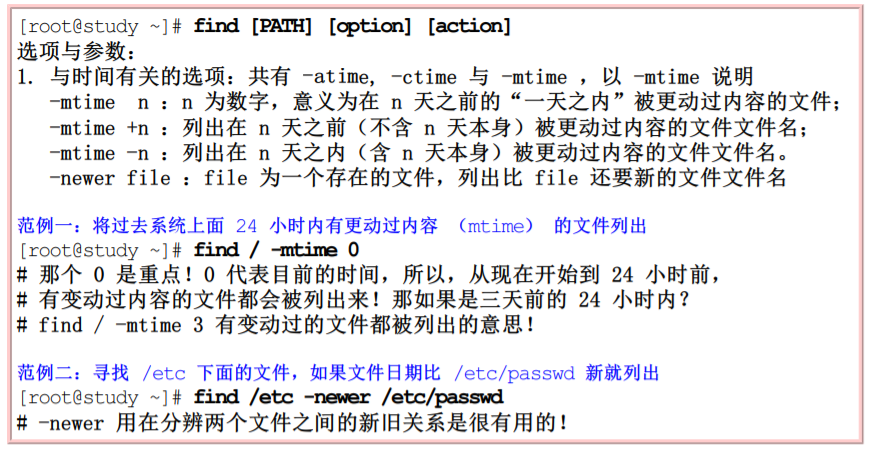 [root@study ~]# find [PATH] [option] [action]
选项与参数：
1. 与时间有关的选项：共有 -atime, -ctime 与 -mtime ，以 -mtime 说明
-mtime n ：n 为数字，意义为在 n 天之前的“一天之内”被更动过内容的文件；
-mtime +n ：列出在 n 天之前（不含 n 天本身）被更动过内容的文件文件名；
-mtime -n ：列出在 n 天之内（含 n 天本身）被更动过内容的文件文件名。
-newer file ：file 为一个存在的文件，列出比 file 还要新的文件文件名
范例一：将过去系统上面 24 小时内有更动过内容 （mtime） 的文件列出
[root@study ~]# find / -mtime 0
# 那个 0 是重点！0 代表目前的时间，所以，从现在开始到 24 小时前，
# 有变动过内容的文件都会被列出来！那如果是三天前的 24 小时内？
# find / -mtime 3 有变动过的文件都被列出的意思！
范例二：寻找 /etc 下面的文件，如果文件日期比 /etc/passwd 新就列出
[root@study ~]# find /etc -newer /etc/passwd
# -newer 用在分辨两个文件之间的新旧关系是很有用的！